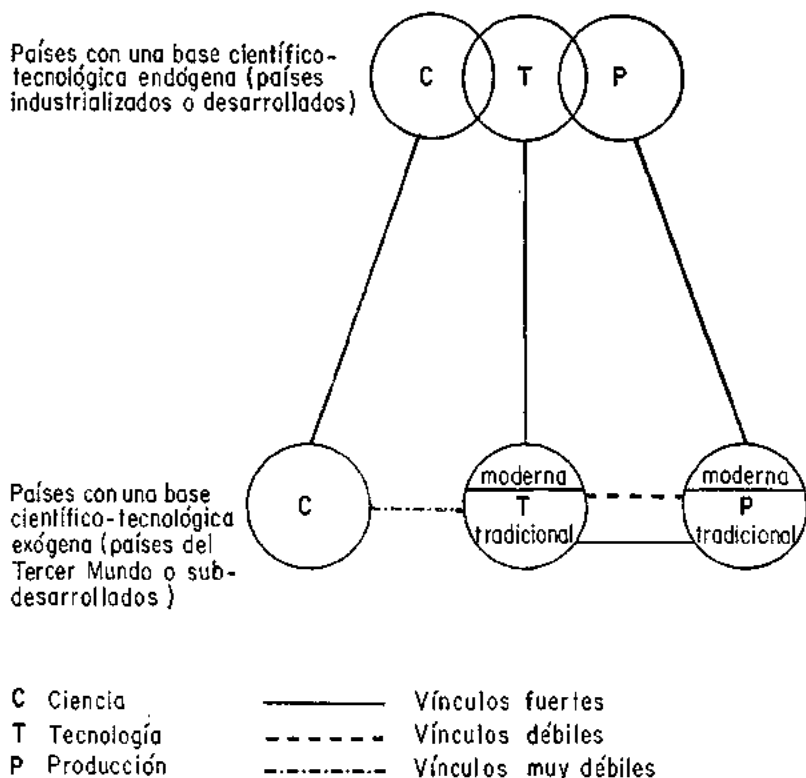 Países con una base científico-
tecnológica endógena (países
industrializados o desarrollados)
C T P
Países con una base
científico-tecnológica
exógena (países del
Tercer Mundo o sub-
desarrollados)
C
moderna
T
tradicional
moderna
P
tradicional
C Ciencia
T Tecnología
P Producción
Vínculos fuertes
Vínculos débiles
Vínculos muy débiles